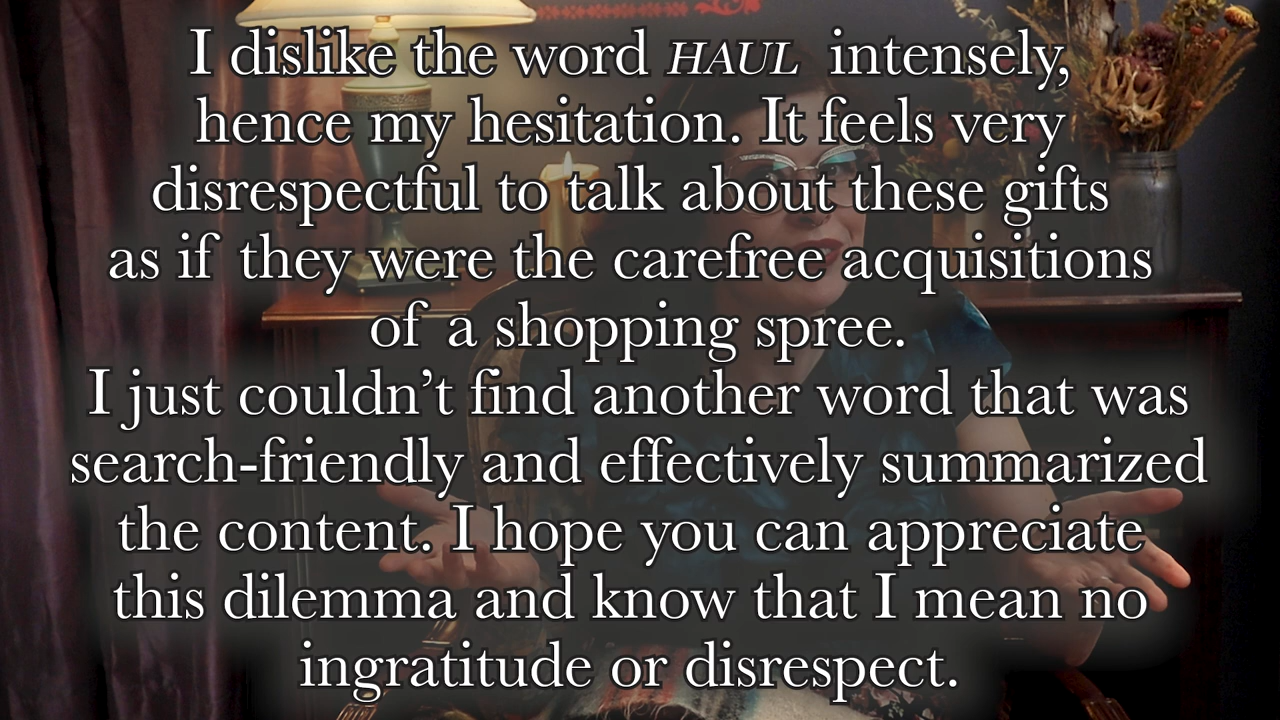 I dislike the word HAUL intensely,
hence my hesitation. It feels very
disrespectful to talk about these gifts
as if they were the carefree acquisitions
of a shopping spree.
I just couldn’t find another word that was
search-friendly and effectively summarized
the content. I hope you can appreciate
this dilemma and know that I mean no
ingratitude or disrespect.